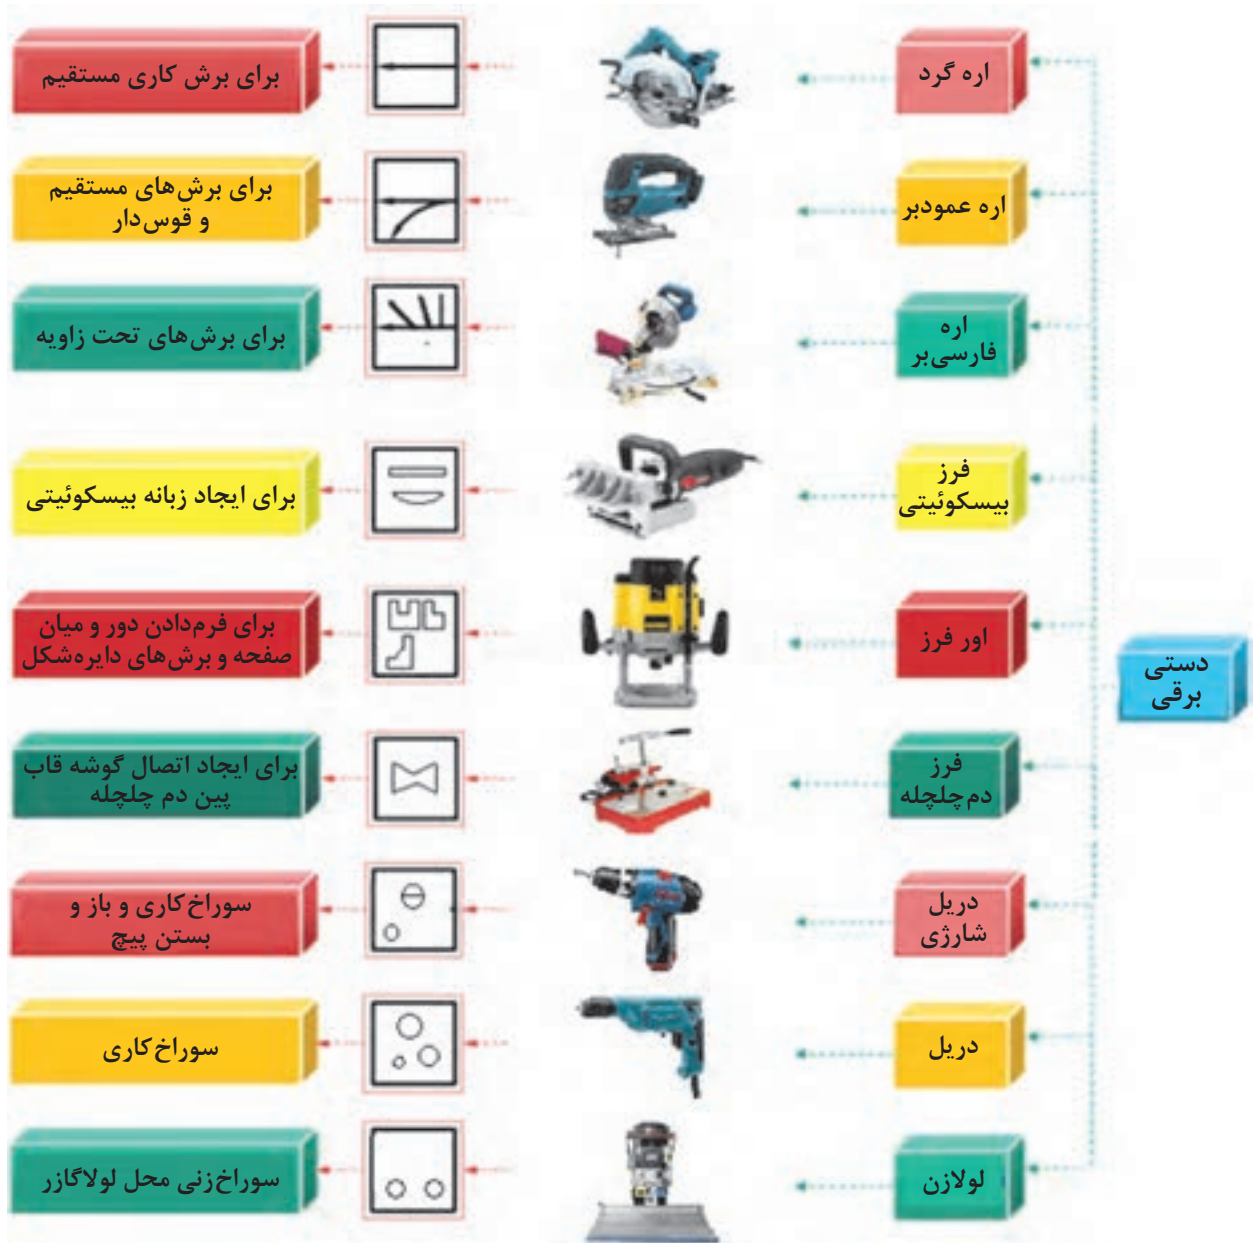 دستی
برقی
اره گرد
برای برش کاری مستقیم
اره عمودبر
برای برش‌های مستقیم
و قوس‌دار
اره
فارسی‌بر
برای برش‌های تحت زاویه
فرز
بیسکوئیتی
برای ایجاد زبانه بیسکوئیتی
اور فرز
برای فرم‌دادن دور و میان
صفحه و برش‌های دایره‌شکل
فرز
دم‌چلچله
برای ایجاد اتصال گوشه قاب
پین دم چلچله
دریل
شارژی
سوراخ‌کاری و باز و
بستن پیچ
دریل
سوراخ‌کاری
لولازن
سوراخ‌زنی محل لولاگازر